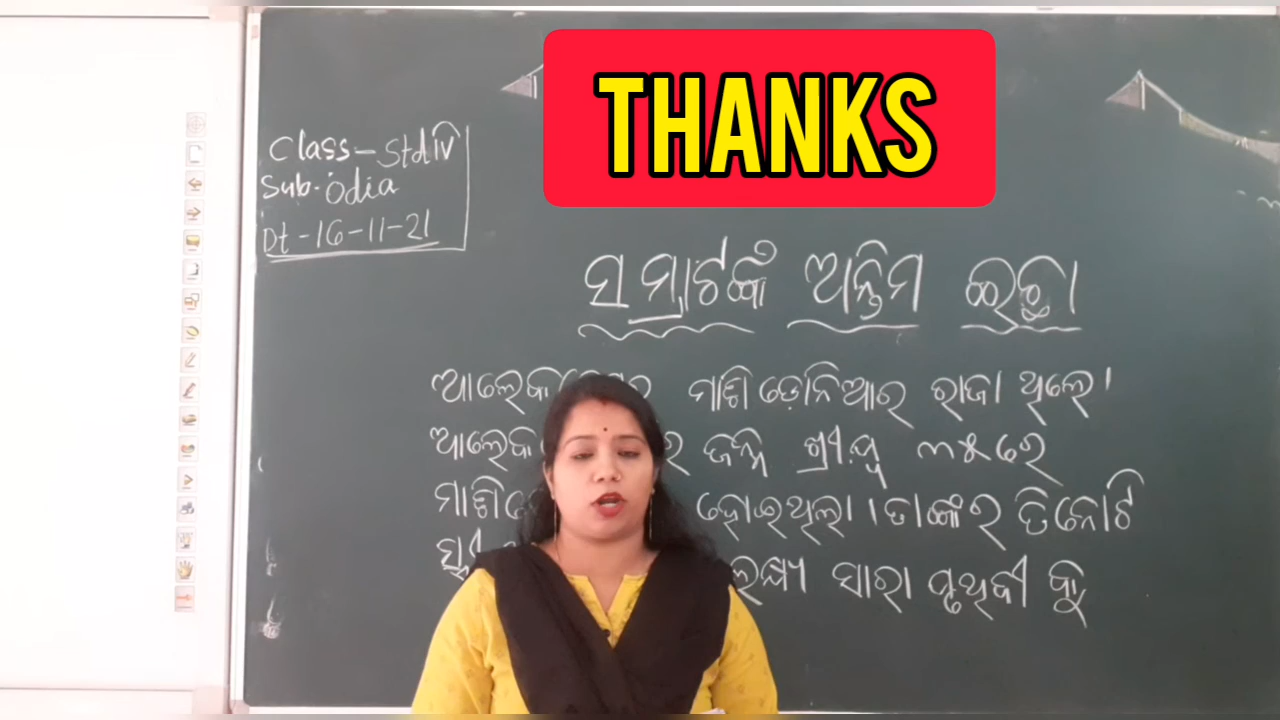 THANKS
Class - Std IV
Sub. Odia
Dt - 16-11-21
ସମ୍ରାଟଙ୍କ ଅନ୍ତିମ ଇଚ୍ଛା
ମାସିଡୋନିଆର ରାଜା ଥିଲେ।
ର ଜନ୍ମ ଖ୍ରୀ.ପୂ ୩୫୬ରେ
ହୋଇଥିଲା। ତାଙ୍କର ତିନୋଟି
ସ୍ତ୍ରୀ ଲକ୍ଷ୍ୟ ସାରା ପୃଥିବୀ କୁ